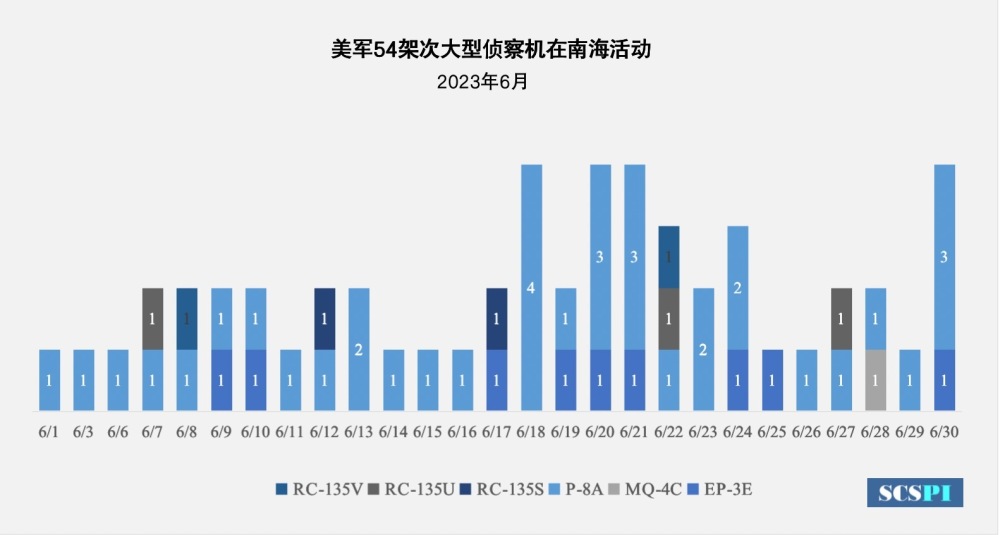 美军54架次大型侦察机在南海活动
2023年6月
3 3 1 3
4 2
1 1 1 1 1 1 1 1 1 1
2 2
1 1 1 1 1 1 1 1 1 1 1 1 1 1 1 1 1 1 1 1 1 1 1 1
6/1 6/3 6/6 6/7 6/8 6/9 6/10 6/11 6/12 6/13 6/14 6/15 6/16 6/17 6/18 6/19 6/20 6/21 6/22 6/23 6/24 6/25 6/26 6/27 6/28 6/29 6/30
RC-135V RC-135U RC-135S P-8A MQ-4C EP-3E
SCSPI